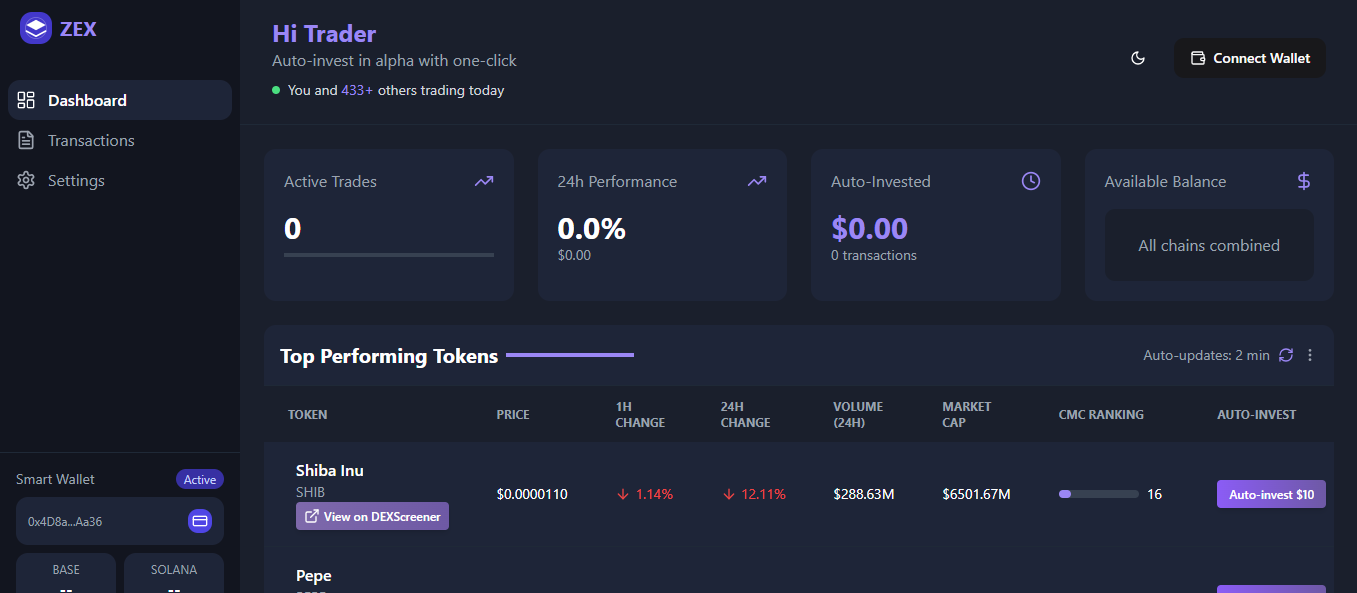 ZEX
Dashboard
Transactions
Settings
Smart Wallet
Active
0x4D8a...Aa36
BASE
--
SOLANA
--
Hi Trader
Auto-invest in alpha with one-click
You and 433+ others trading today
Connect Wallet
Active Trades
0
24h Performance
0.0%
$0.00
Auto-Invested
$0.00
0 transactions
Available Balance
$
All chains combined
Top Performing Tokens
Auto-updates: 2 min
TOKEN
PRICE
1H
CHANGE
24H
CHANGE
VOLUME
(24H)
MARKET
CAP
CMC RANKING
AUTO-INVEST
Shiba Inu
SHIB
View on DEXScreener
$0.0000110
↓ 1.14%
↓ 12.11%
$288.63M
$6501.67M
16
Auto-invest $10
Pepe